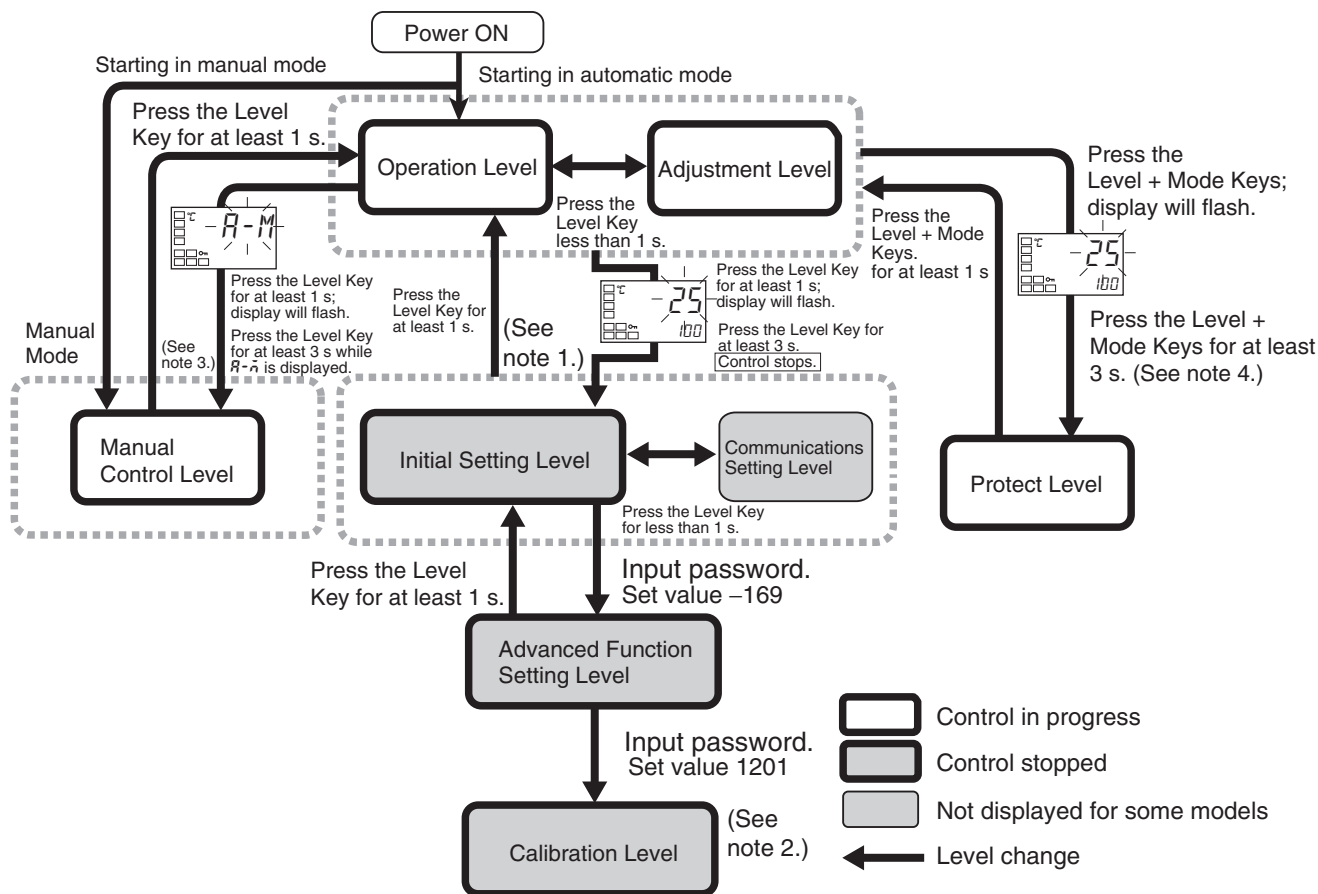 Power ON
Starting in manual mode
Starting in automatic mode
Press the Level
Key for at least 1 s.
Operation Level
Adjustment Level
Press the
Level + Mode Keys;
display will flash.
A-M
℃
Press the
Level Key
less than 1 s.
Press the
Level + Mode
Keys.
for at least 1 s
℃
25
100
Press the Level Key
for at least 1 s;
display will flash.
Press the Level Key
for at least 3 s while
A-M is displayed.
Press the
Level Key for
at least 1 s.
(See
note 1.)
℃
25
100
Press the Level Key
for at least 1 s;
display will flash.
Press the Level Key for
at least 3 s.
Control stops.
Manual
Mode
(See
note 3.)
Press the Level +
Mode Keys for at least
3 s. (See note 4.)
Manual
Control Level
Initial Setting Level
Communications
Setting Level
Protect Level
Press the Level Key
for less than 1 s.
Press the Level
Key for at least 1 s.
Input password.
Set value –169
Advanced Function
Setting Level
Input password.
Set value 1201
Calibration Level
(See
note 2.)
Control in progress
Control stopped
Not displayed for some models
Level change